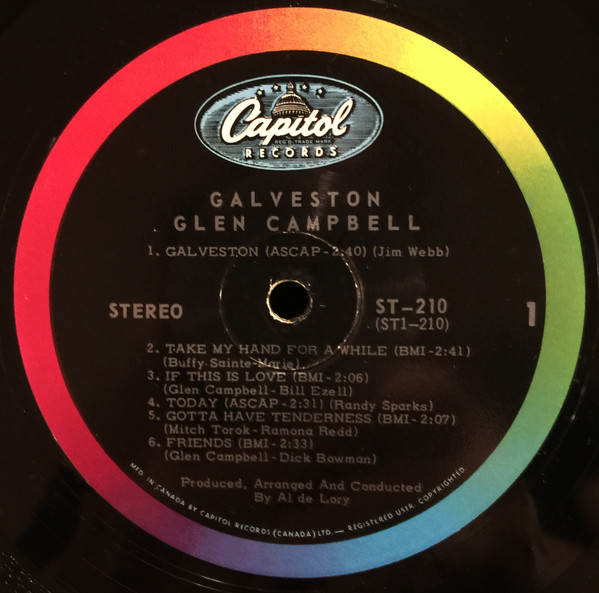 Capitol
REG'D. TRADE MARK
RECORDS
GALVESTON
GLEN CAMPBELL
1. GALVESTON (ASCAP - 2:40) (Jim Webb)
STEREO
ST-210
(ST1-210)
1
2. TAKE MY HAND FOR A WHILE (BMI - 2:41)
(Buffy Sainte-Marie)
3. IF THIS IS LOVE (BMI - 2:06)
(Glen Campbell - Bill Ezell)
4. TODAY (ASCAP - 2:31) (Randy Sparks)
5. GOTTA HAVE TENDERNESS (BMI - 2:07)
(Mitch Torok - Ramona Redd)
6. FRIENDS (BMI - 2:33)
(Glen Campbell - Dick Bowman)
Produced, Arranged And Conducted
By Al de Lory
MFD. IN CANADA BY CAPITOL RECORDS (CANADA) LTD. — REGISTERED USER. COPYRIGHTED